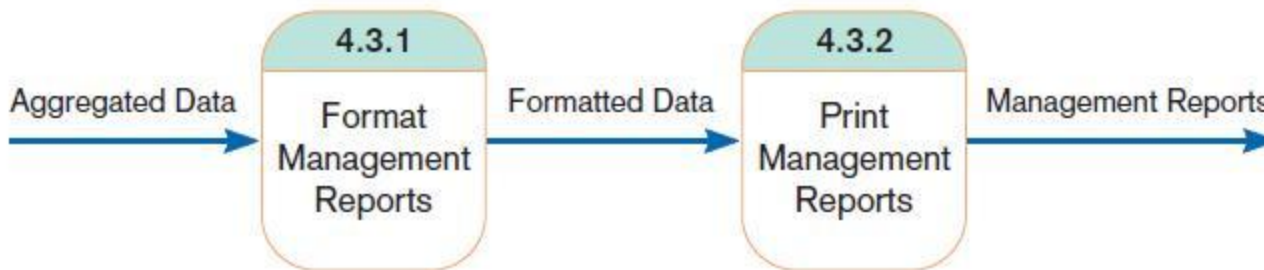 4.3.1
4.3.2
Aggregated Data
Format
Management
Reports
Formatted Data
Print
Management
Reports
Management Reports